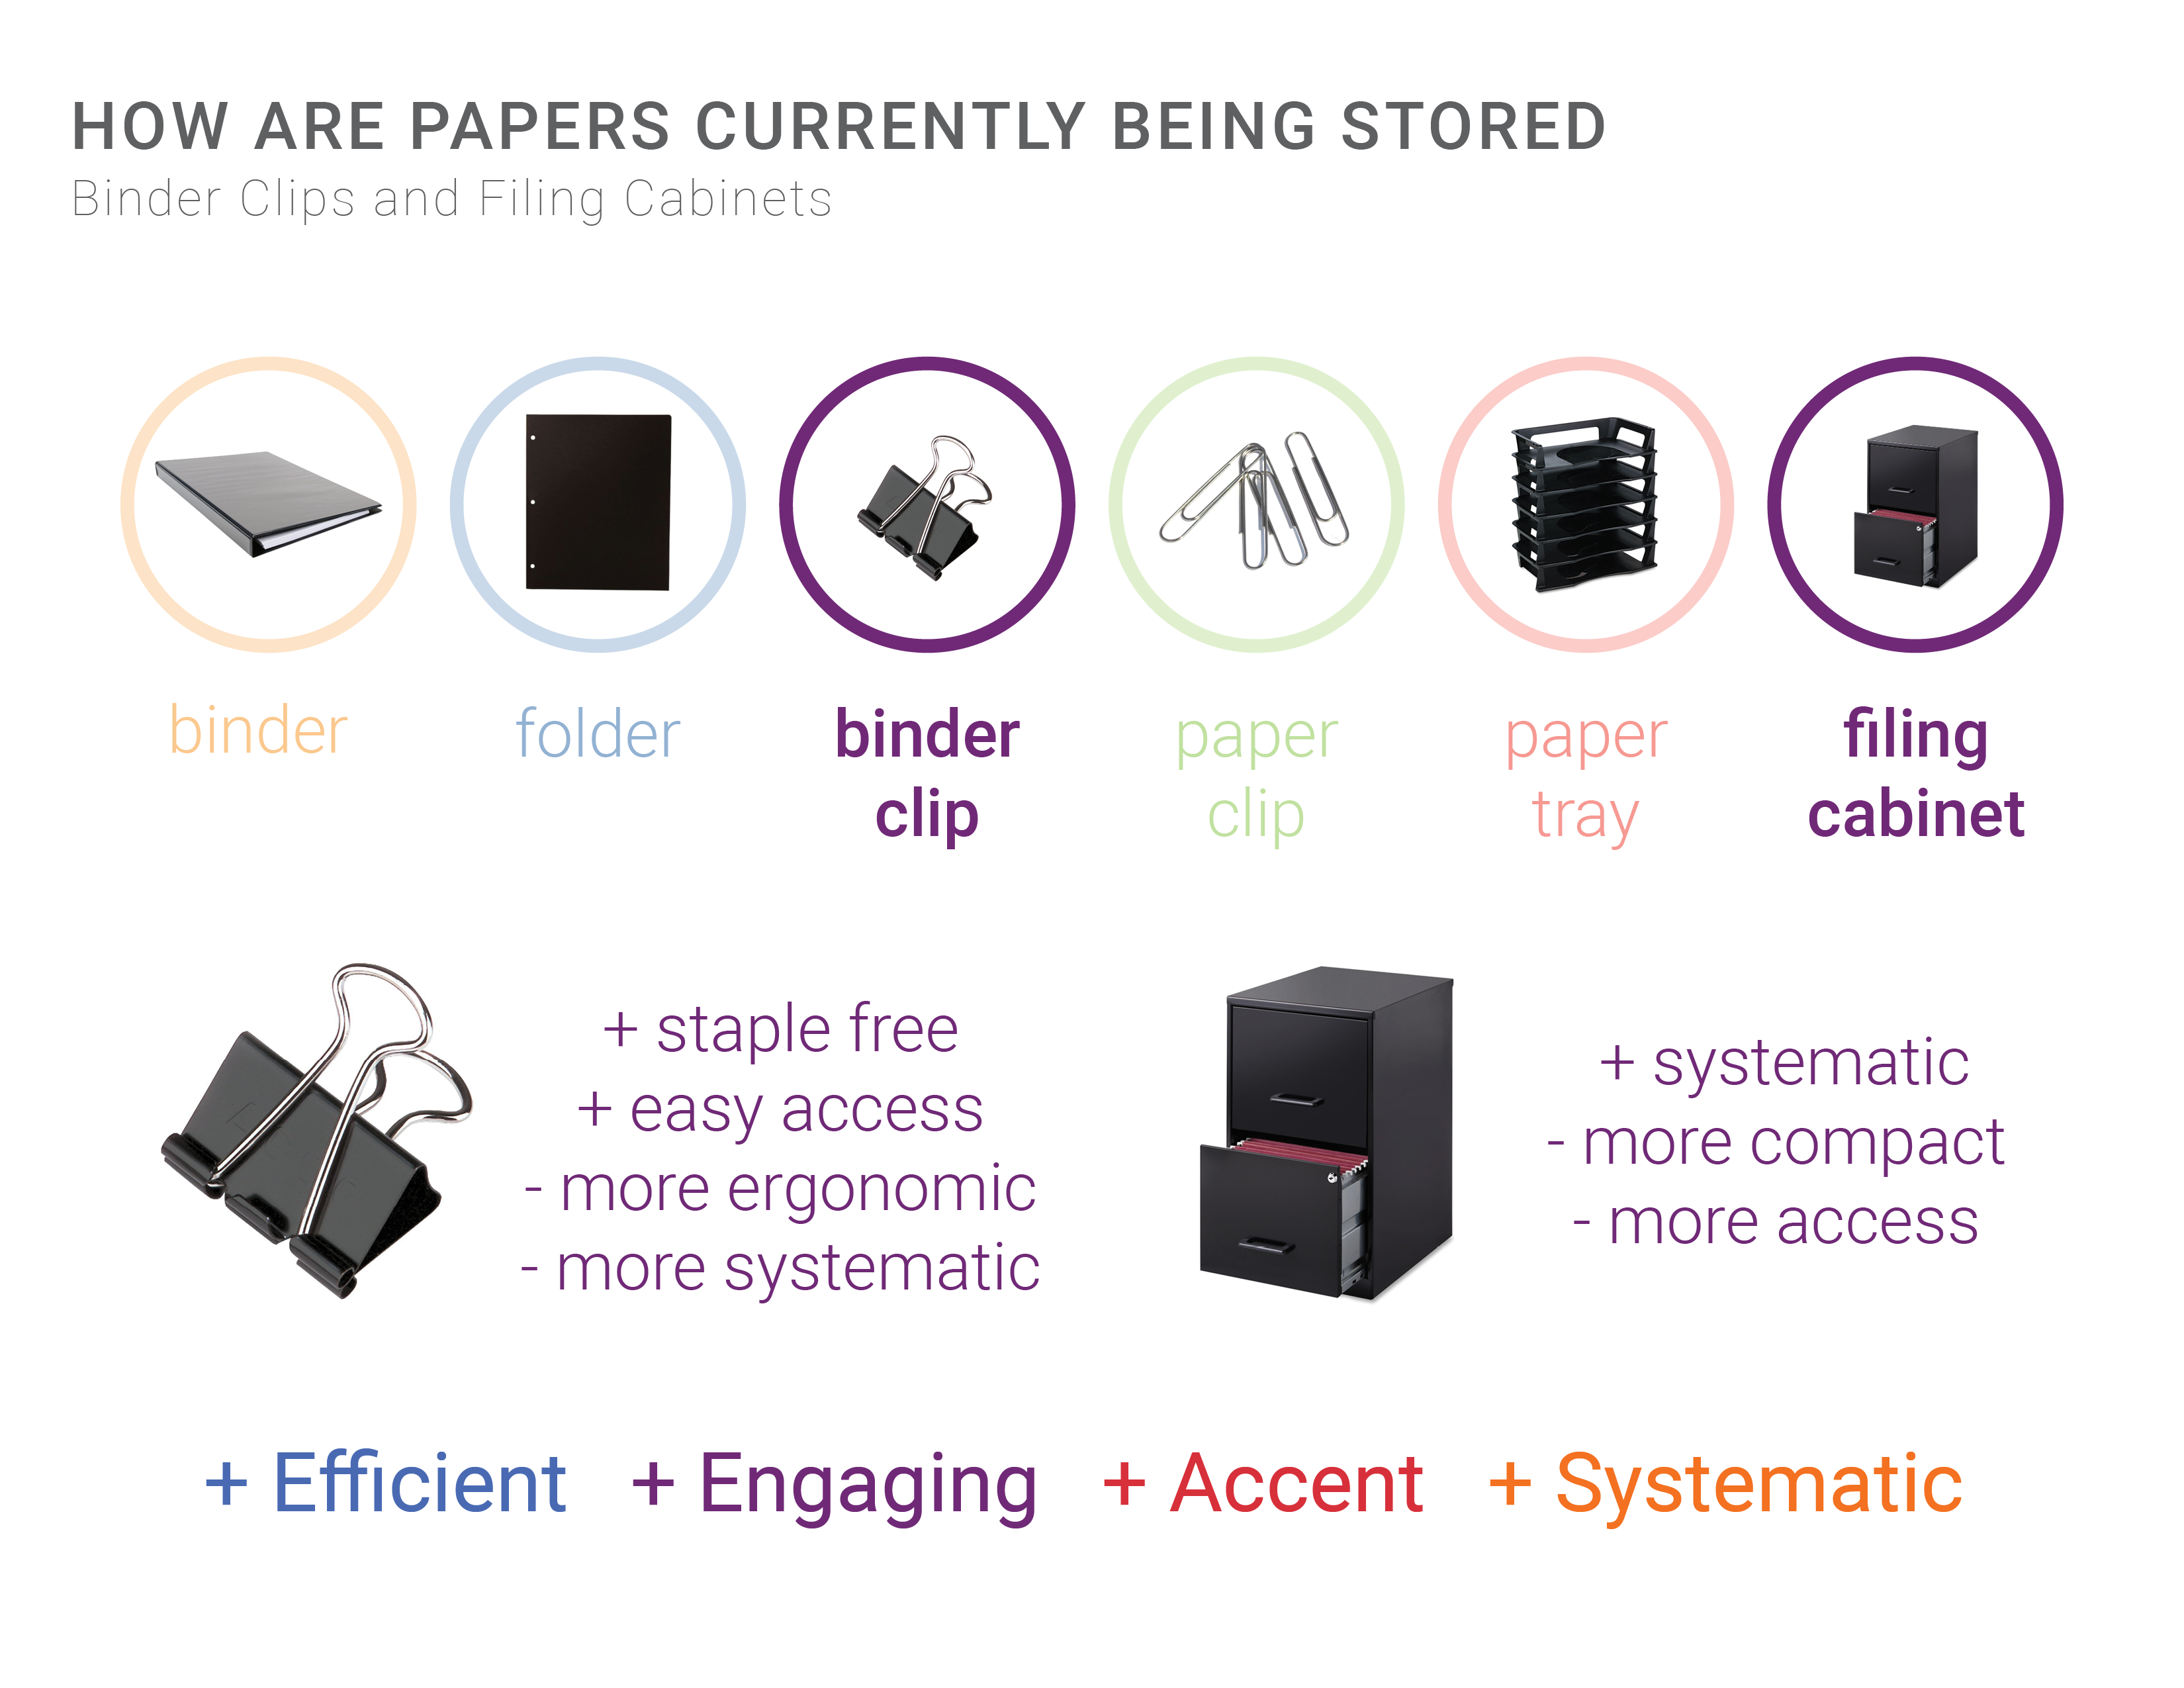 HOW ARE PAPERS CURRENTLY BEING STORED
Binder Clips and Filing Cabinets
binder
folder
binder
clip
paper
clip
paper
tray
filing
cabinet
+ staple free
+ easy access
- more ergonomic
- more systematic
+ systematic
- more compact
- more access
+ Efficient + Engaging + Accent + Systematic